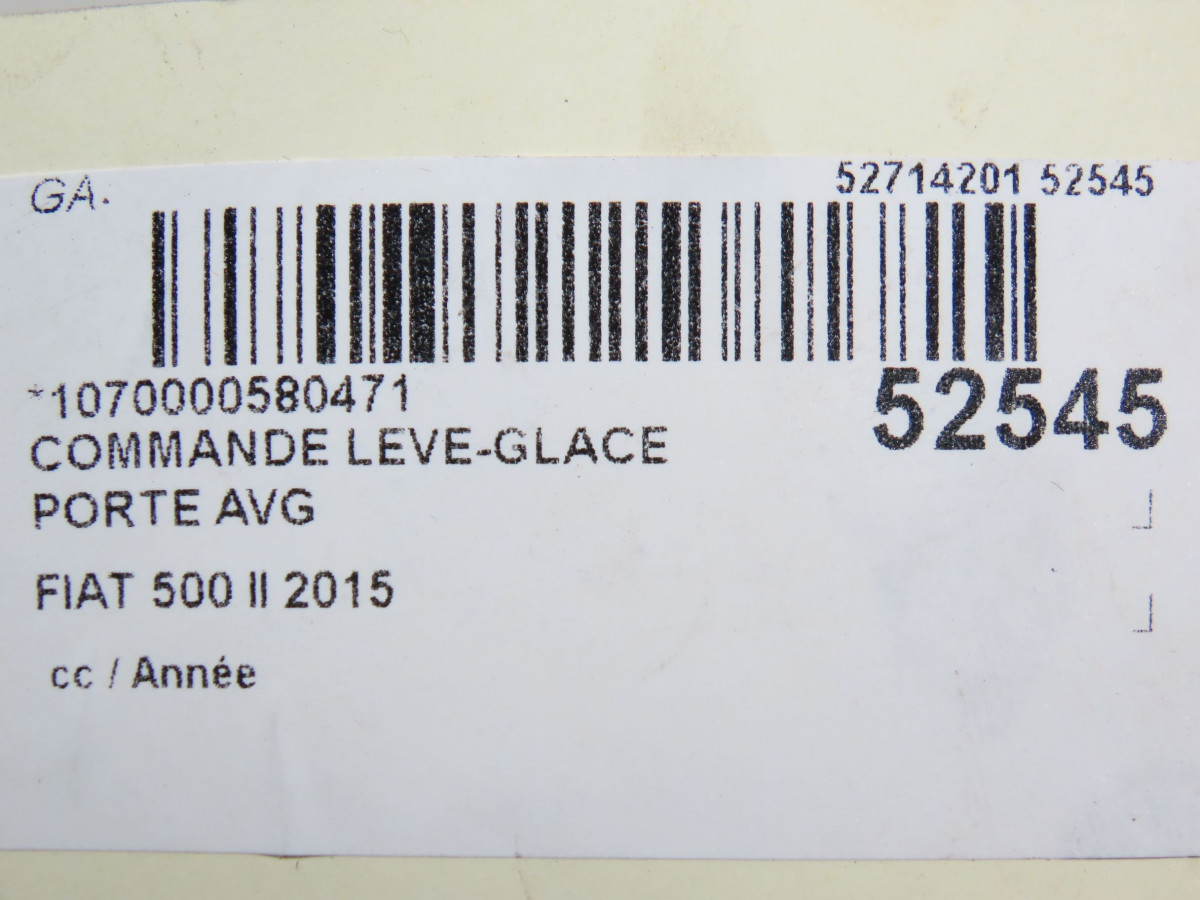 GA.
52714201 52545
*1070000580471
52545
COMMANDE LEVE-GLACE
PORTE AVG
FIAT 500 II 2015
cc / Année